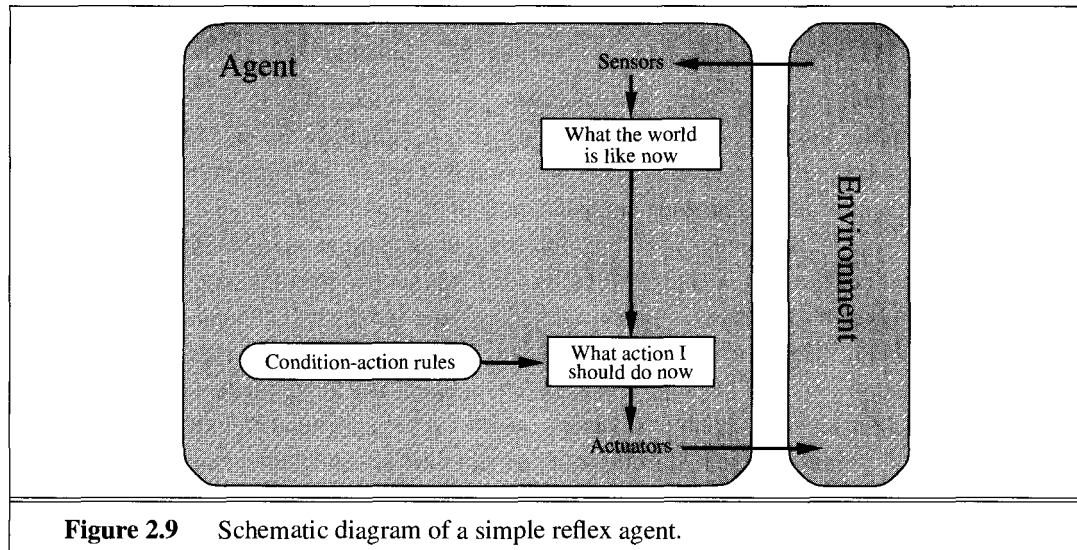 Agent
Sensors
What the world
is like now
Environment
Condition-action rules
What action I
should do now
Actuators
Figure 2.9 Schematic diagram of a simple reflex agent.